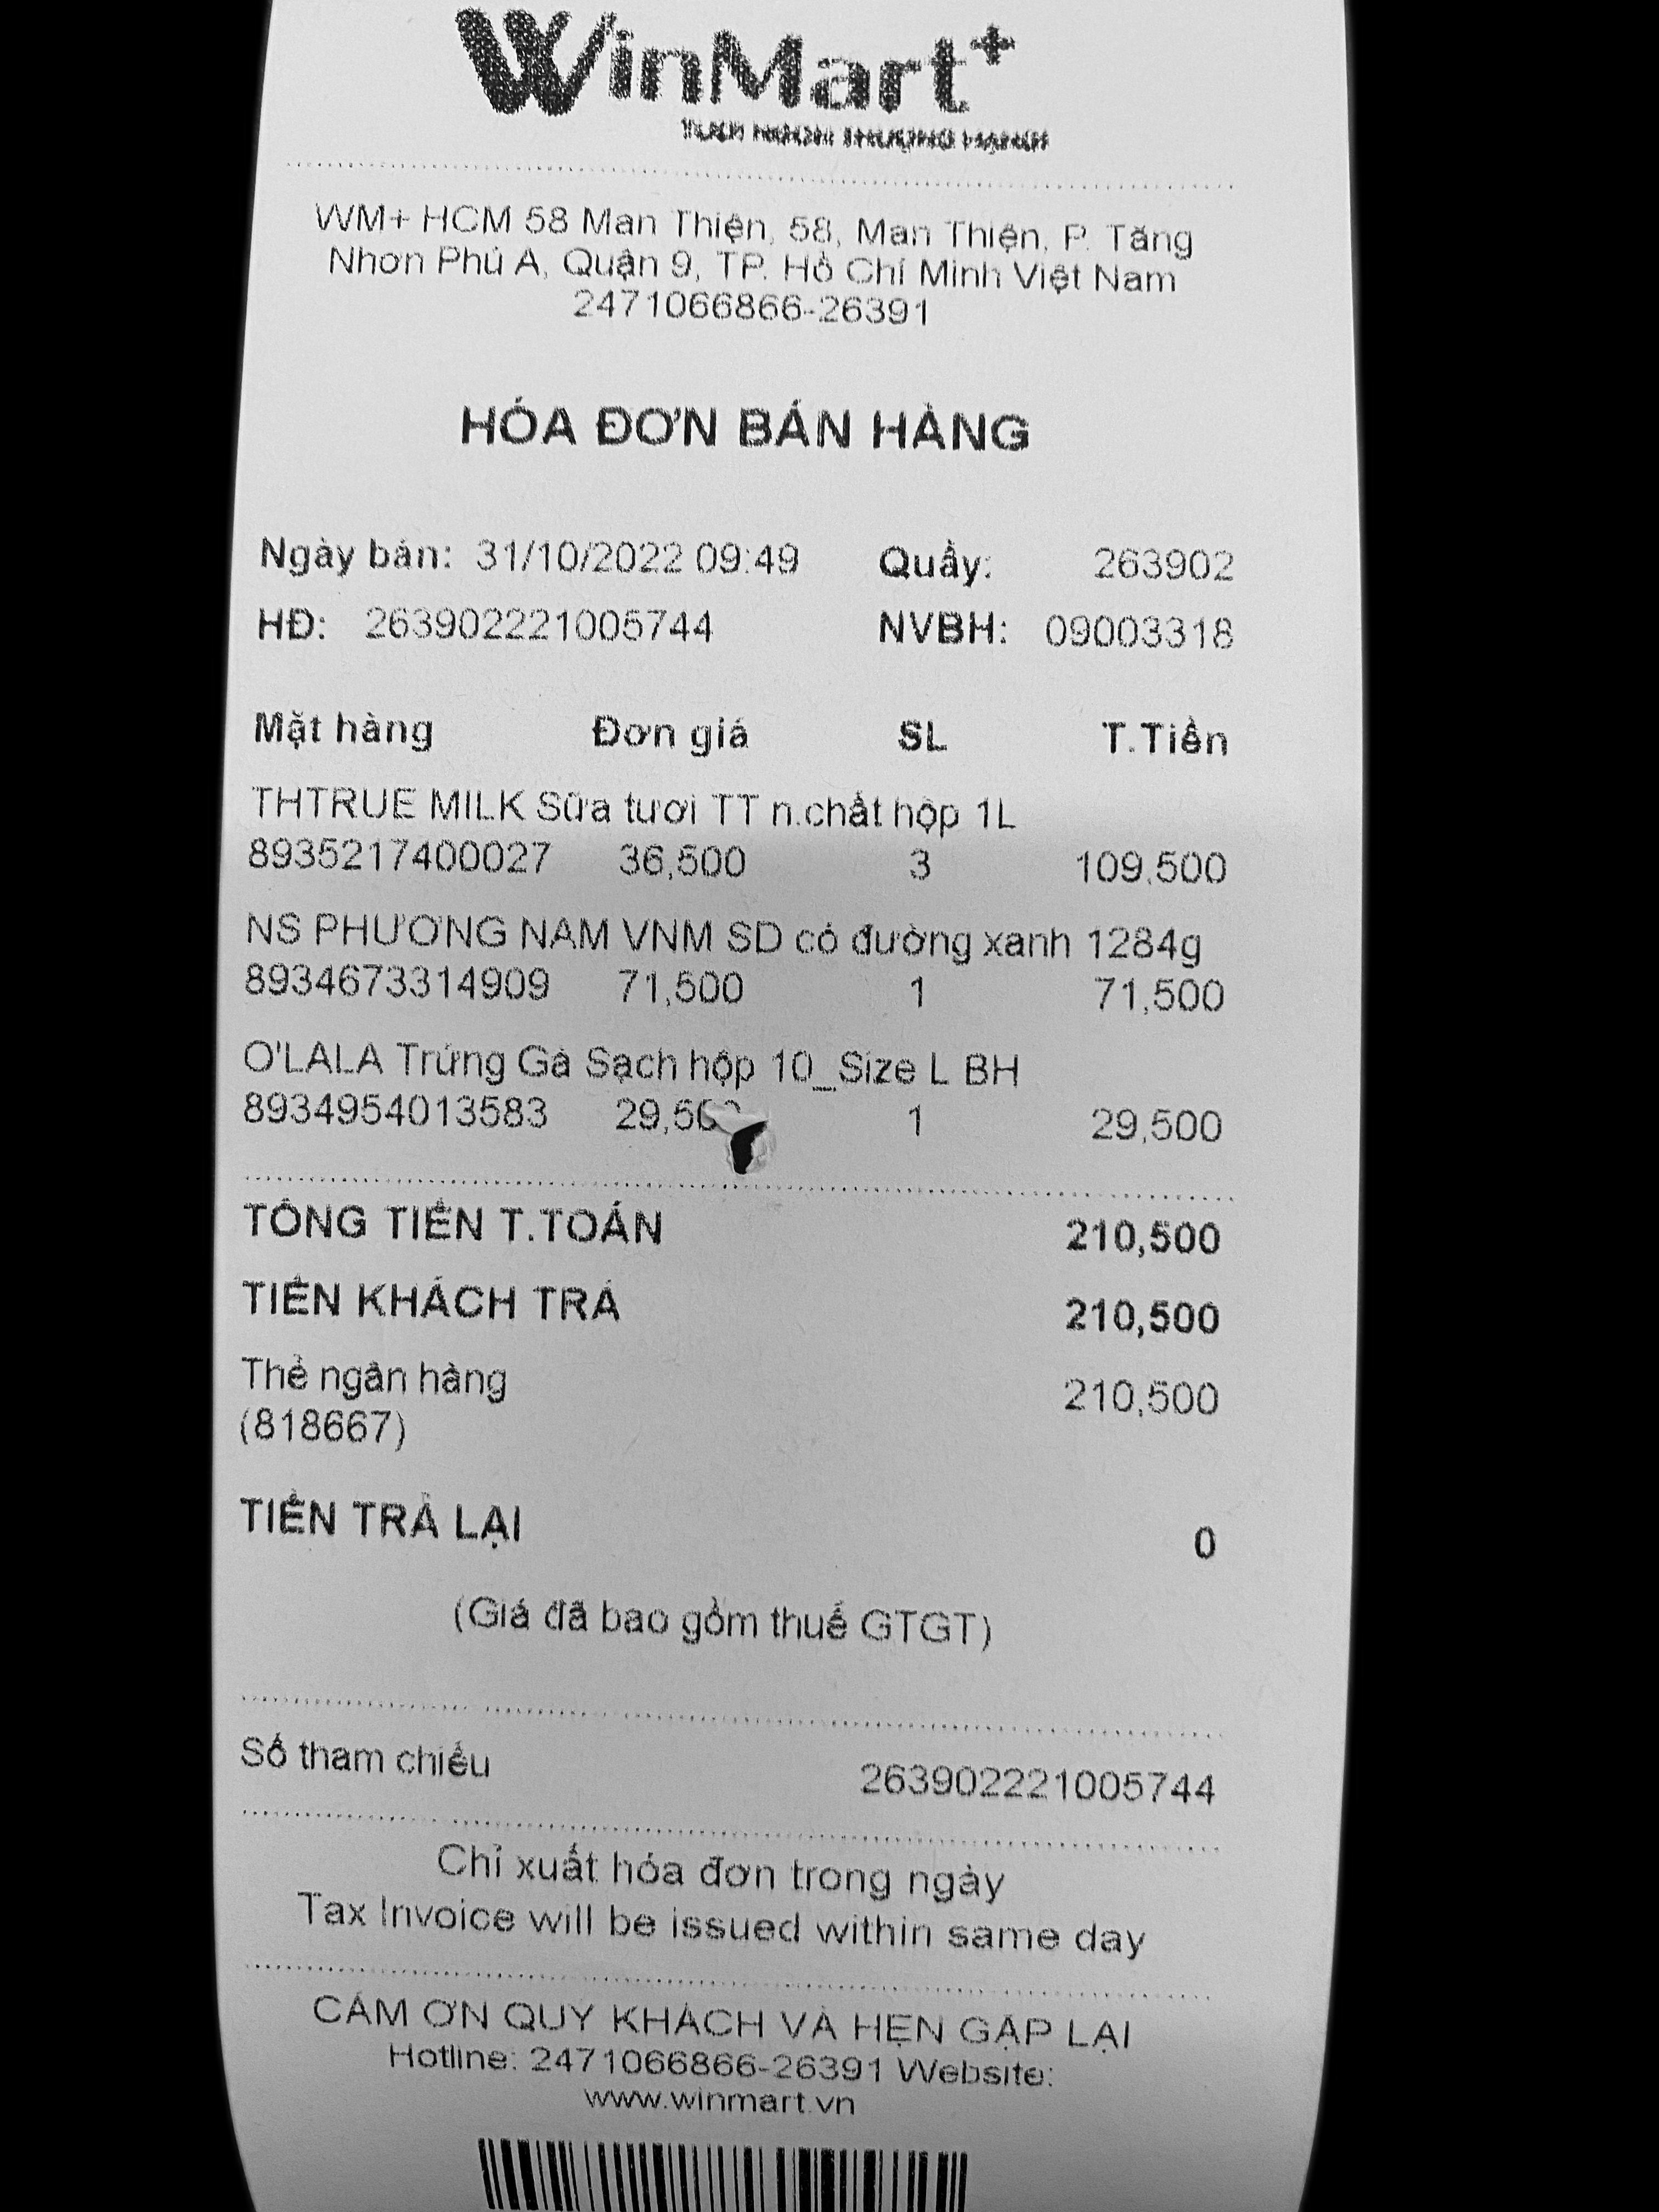 WinMart+
WM+ HCM 58 Man Thiện, 58, Man Thiện, P. Tăng
Nhơn Phú A, Quận 9, TP. Hồ Chí Minh Việt Nam
2471066866-26391
HÓA ĐƠN BÁN HÀNG
Ngày bán: 31/10/2022 09:49 Quầy: 263902
HĐ: 263902221005744 NVBH: 09003318
Mặt hàng Đơn giá SL T.Tiền
THTRUE MILK Sữa tươi TT n.chất hộp 1L
8935217400027 36,500 3 109,500
NS PHƯƠNG NAM VNM SD có đường xanh 1284g
8934673314909 71,500 1 71,500
O'LALA Trứng Gà Sạch hộp 10_Size L BH
8934954013583 1 29,500
TỔNG TIỀN T.TOÁN 210,500
TIỀN KHÁCH TRẢ 210,500
Thẻ ngân hàng 210,500
(818667)
TIỀN TRẢ LẠI 0
(Giá đã bao gồm thuế GTGT)
Số tham chiếu 263902221005744
Chỉ xuất hóa đơn trong ngày
Tax Invoice will be issued within same day
CẢM ƠN QUÝ KHÁCH VÀ HẸN GẶP LẠI
Hotline: 2471066866-26391 Website:
www.winmart.vn